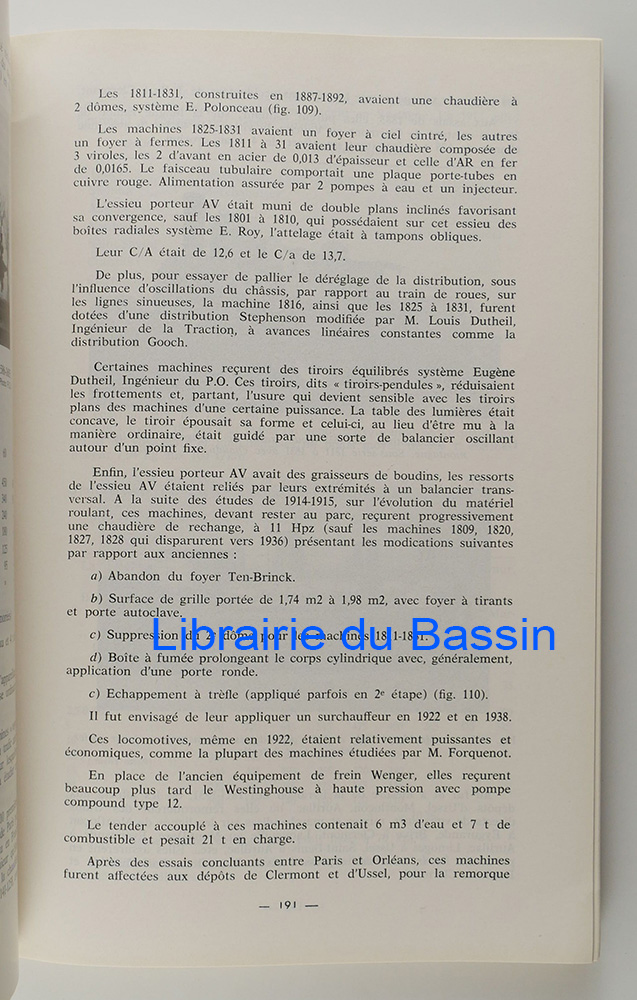 Les 1811-1831, construites en 1887-1892, avaient une chaudière à
2 dômes, système E. Polonceau (fig. 109).
Les machines 1825-1831 avaient un foyer à ciel cintré, les autres
un foyer à fermes. Les 1811 à 31 avaient leur chaudière composée de
3 viroles, les 2 d'avant en acier de 0,013 d'épaisseur et celle d'AR en fer
de 0,0165. Le faisceau tubulaire comportait une plaque porte-tubes en
cuivre rouge. Alimentation assurée par 2 pompes à eau et un injecteur.
L'essieu porteur AV était muni de double plans inclinés favorisant
sa convergence, sauf les 1801 à 1810, qui possédaient sur cet essieu des
boîtes radiales système E. Roy, l'attelage était à tampons obliques.
Leur C/A était de 12,6 et le C/a de 13,7.
De plus, pour essayer de pallier le déréglage de la distribution, sous
l'influence d'oscillations du châssis, par rapport au train de roues, sur
les lignes sinueuses, la machine 1816, ainsi que les 1825 à 1831, furent
dotées d'une distribution Stephenson modifiée par M. Louis Dutheil,
Ingénieur de la Traction, à avances linéaires constantes comme la
distribution Gooch.
Certaines machines reçurent des tiroirs équilibrés système Eugène
Dutheil, Ingénieur du P.O. Ces tiroirs, dits « tiroirs-pendules », réduisaient
les frottements et, partant, l'usure qui devient sensible avec les tiroirs
plans des machines d'une certaine puissance. La table des lumières était
concave, le tiroir épousait sa forme et celui-ci, au lieu d'être mu à la
manière ordinaire, était guidé par une sorte de balancier oscillant
autour d'un point fixe.
Enfin, l'essieu porteur AV avait des graisseurs de boudins, les ressorts
de l'essieu AV étaient reliés par leurs extrémités à un balancier trans-
versal. A la suite des études de 1914-1915, sur l'évolution du matériel
roulant, ces machines, devant rester au parc, reçurent progressivement
une chaudière de rechange, à 11 Hpz (sauf les machines 1809, 1820,
1827, 1828 qui disparurent vers 1936) présentant les modications suivantes
par rapport aux anciennes :
a) Abandon du foyer Ten-Brinck.
b) Surface de grille portée de 1,74 m2 à 1,98 m2, avec foyer à tirants
et porte autoclave.
c) Suppression du 2e dôme pour les machines 1811-1831.
Librairie du Bassin
d) Boîte à fumée prolongeant le corps cylindrique avec, généralement,
application d'une porte ronde.
c) Echappement à trèfle (appliqué parfois en 2e étape) (fig. 110).
Il fut envisagé de leur appliquer un surchauffeur en 1922 et en 1938.
Ces locomotives, même en 1922, étaient relativement puissantes et
économiques, comme la plupart des machines étudiées par M. Forquenot.
En place de l'ancien équipement de frein Wenger, elles reçurent
beaucoup plus tard le Westinghouse à haute pression avec pompe
compound type 12.
Le tender accouplé à ces machines contenait 6 m3 d'eau et 7 t de
combustible et pesait 21 t en charge.
Après des essais concluants entre Paris et Orléans, ces machines
furent affectées aux dépôts de Clermont et d'Ussel, pour la remorque
— 191 —